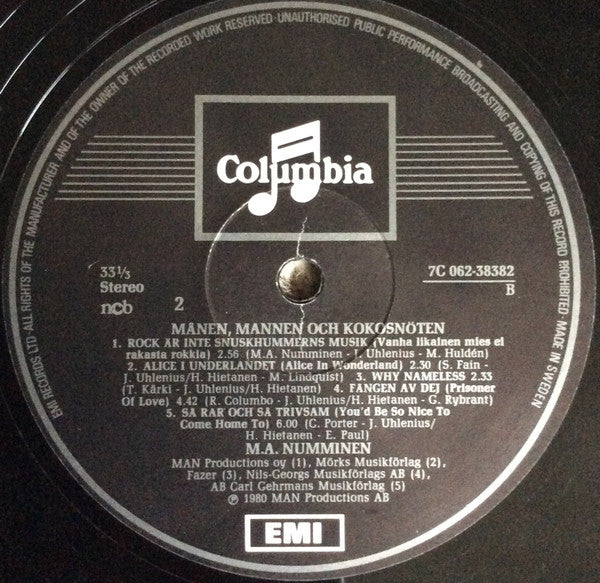 EMI RECORDS LTD·ALL RIGHTS OF THE MANUFACTURER AND OF THE OWNER OF THE RECORDED WORK RESERVED·UNAUTHORISED PUBLIC PERFORMANCE BROADCASTING AND COPYING OF THIS RECORD PROHIBITED·MADE IN SWEDEN
Columbia
33 1/3
Stereo
ncb
2
7C 062-38382
B
MÅNEN, MANNEN OCH KOKOSNÖTEN
1. ROCK ÄR INTE SNUSKHUMMERNS MUSIK (Vanha likainen mies ei
rakasta rokkia) 2.56 (M.A. Numminen - J. Uhlenius - M. Huldén)
2. ALICE I UNDERLANDET (Alice In Wonderland) 2.30 (S. Fain -
J. Uhlenius/H. Hietanen - M. Lindquist) 3. WHY NAMELESS 2.33
(T. Kärki - J. Uhlenius/H. Hietanen) 4. FÅNGEN AV DEJ (Prisoner
Of Love) 4.42 (R. Columbo - J. Uhlenius/H. Hietanen - G. Rybrant)
5. SÅ RAR OCH SÅ TRIVSAM (You'd Be So Nice To
Come Home To) 6.00 (C. Porter - J. Uhlenius/
H. Hietanen - E. Paul)
M.A. NUMMINEN
MAN Productions oy (1), Mörks Musikförlag (2),
Fazer (3), Nils-Georgs Musikförlags AB (4),
AB Carl Gehrmans Musikförlag (5)
℗ 1980 MAN Productions AB
EMI